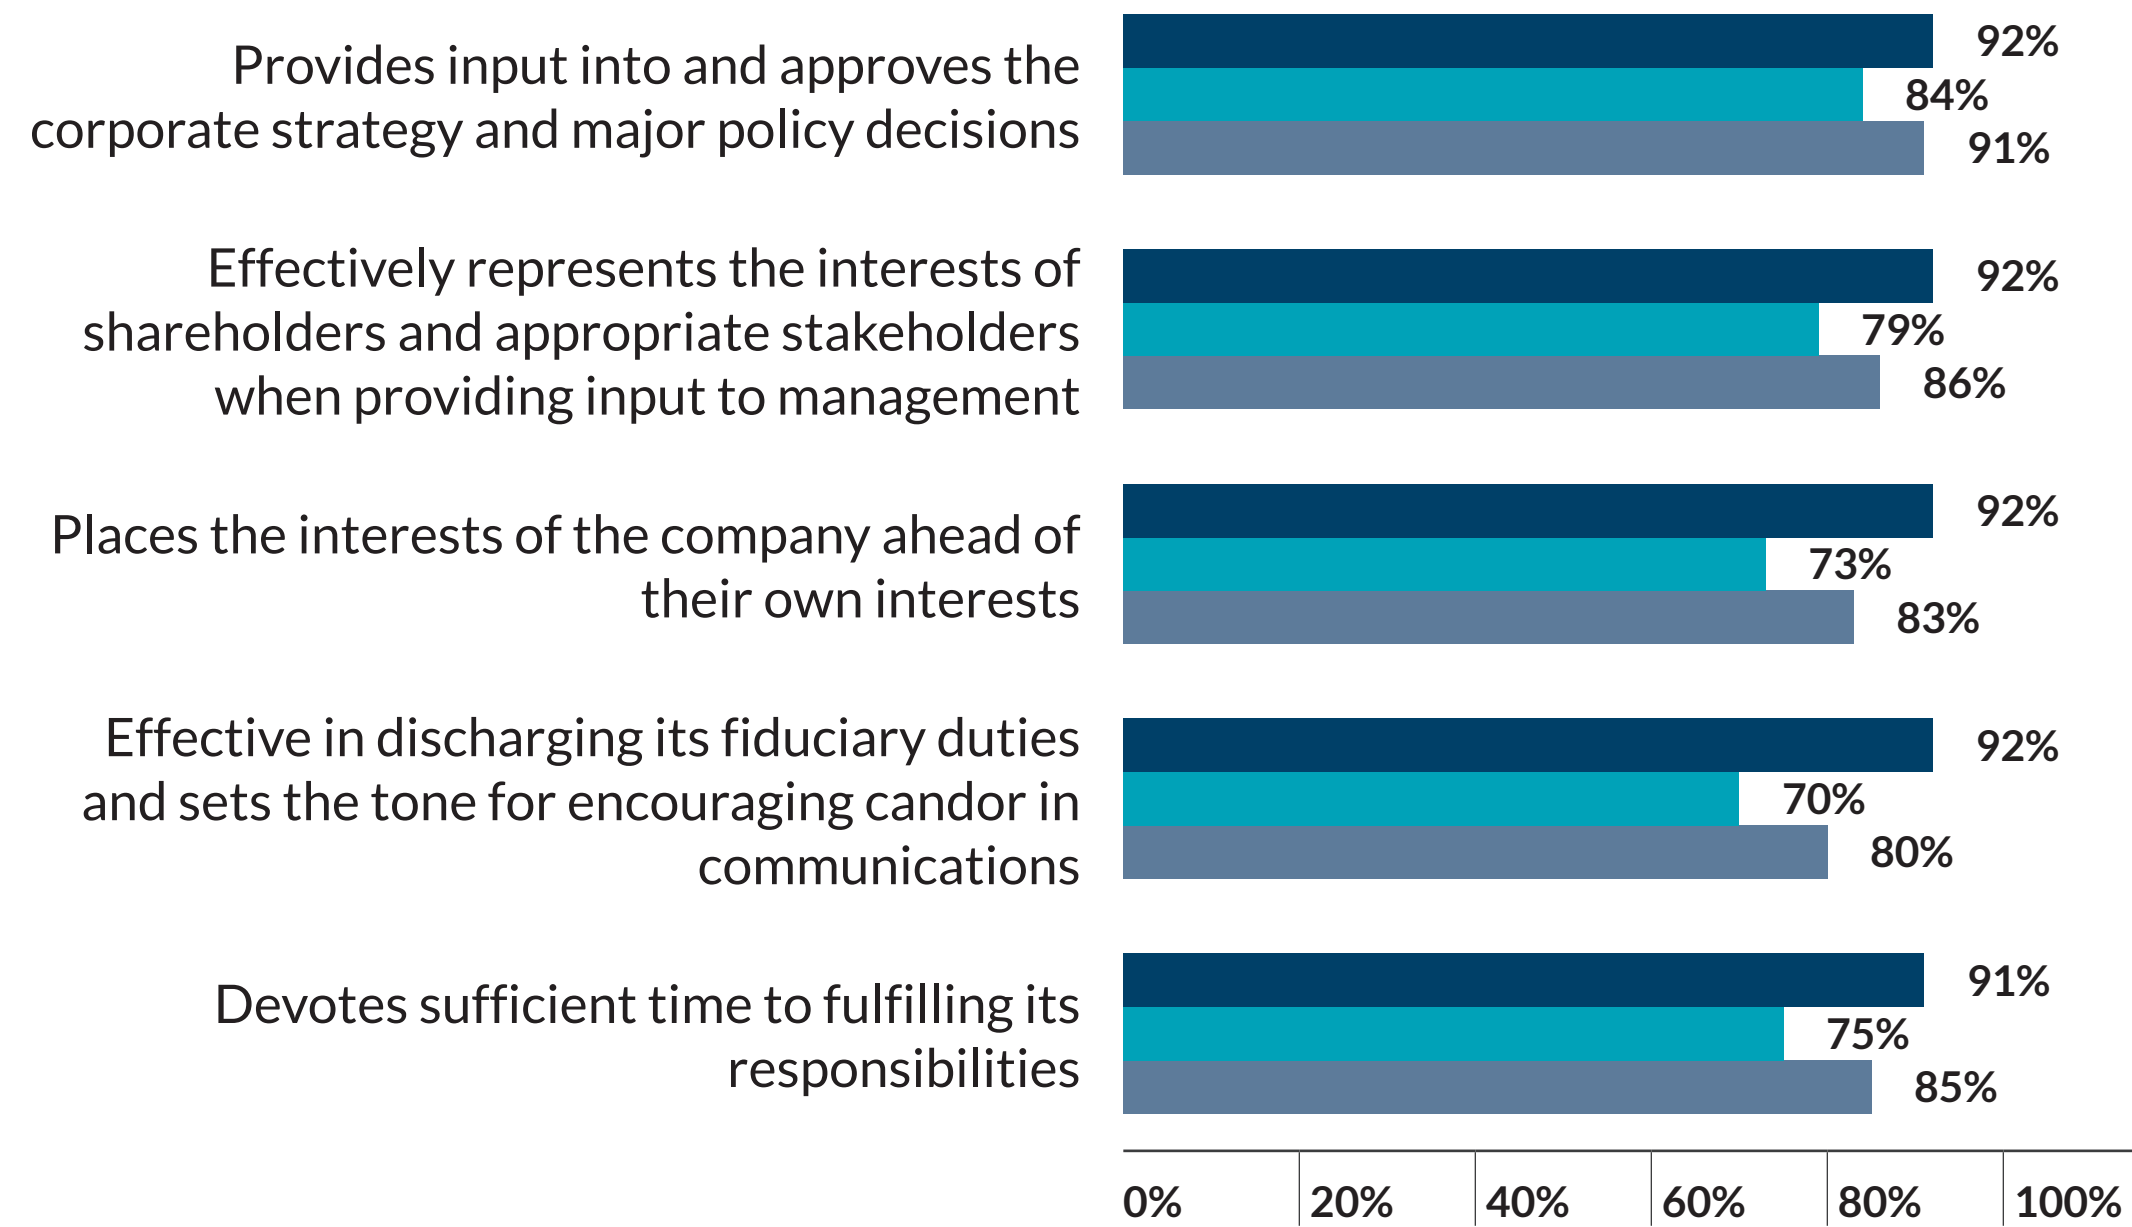 Provides input into and approves the
corporate strategy and major policy decisions
92%
84%
91%
Effectively represents the interests of
shareholders and appropriate stakeholders
when providing input to management
92%
79%
86%
Places the interests of the company ahead of
their own interests
92%
73%
83%
Effective in discharging its fiduciary duties
and sets the tone for encouraging candor in
communications
92%
70%
80%
Devotes sufficient time to fulfilling its
responsibilities
91%
75%
85%
0% 20% 40% 60% 80% 100%